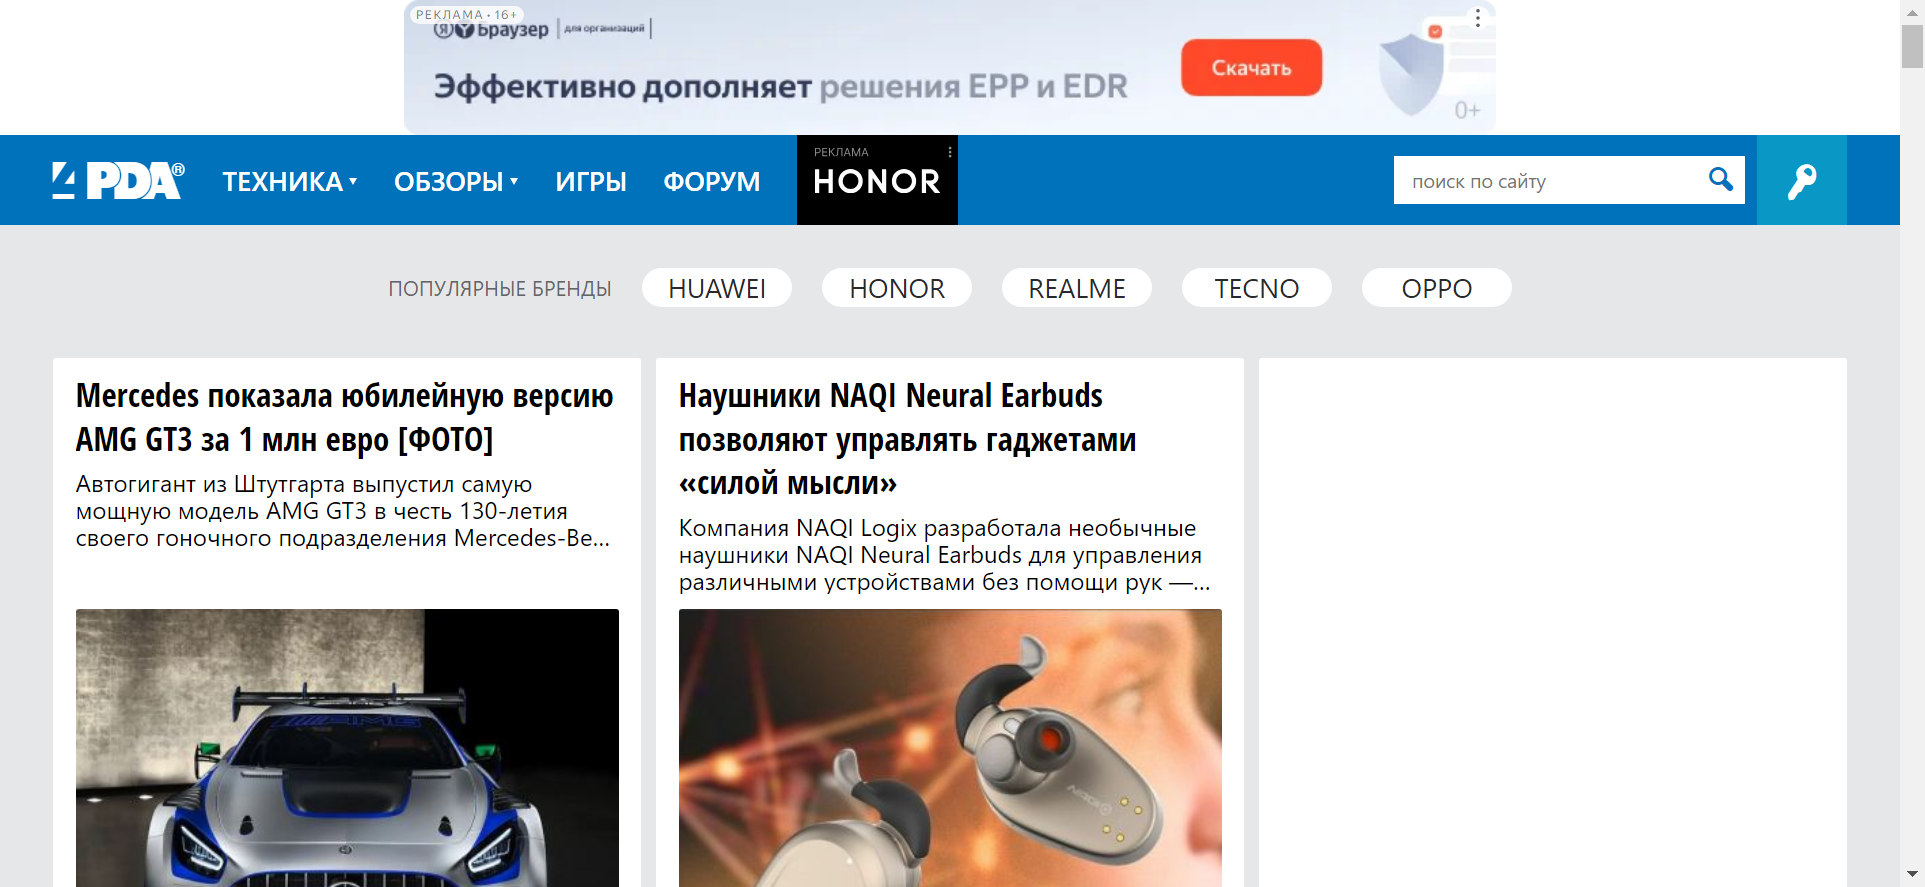 РЕКЛАМА • 16+
Браузер для организаций
Эффективно дополняет решения EPP и EDR
Скачать
0+
4PDA®
ТЕХНИКА
ОБЗОРЫ
ИГРЫ
ФОРУМ
РЕКЛАМА
HONOR
поиск по сайту
ПОПУЛЯРНЫЕ БРЕНДЫ
HUAWEI
HONOR
REALME
TECNO
OPPO
Mercedes показала юбилейную версию
AMG GT3 за 1 млн евро [ФОТО]
Автогигант из Штутгарта выпустил самую
мощную модель AMG GT3 в честь 130-летия
своего гоночного подразделения Mercedes-Be...
AMG
Наушники NAQI Neural Earbuds
позволяют управлять гаджетами
«силой мысли»
Компания NAQI Logix разработала необычные
наушники NAQI Neural Earbuds для управления
различными устройствами без помощи рук —...